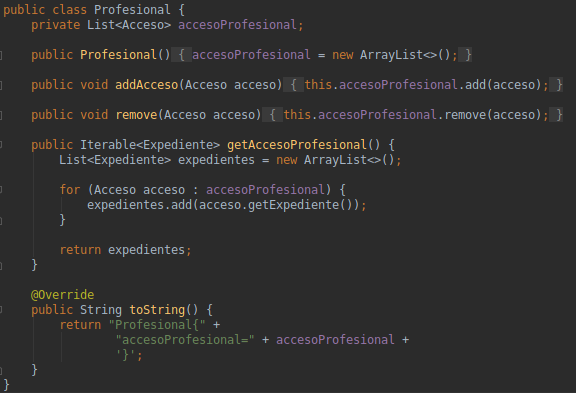 public class Profesional {
    private List<Acceso> accesoProfesional;

    public Profesional() { accesoProfesional = new ArrayList<>(); }

    public void addAcceso(Acceso acceso) { this.accesoProfesional.add(acceso); }

    public void remove(Acceso acceso) { this.accesoProfesional.remove(acceso); }

    public Iterable<Expediente> getAccesoProfesional() {
        List<Expediente> expedientes = new ArrayList<>();

        for (Acceso acceso : accesoProfesional) {
            expedientes.add(acceso.getExpediente());
        }

        return expedientes;
    }

    @Override
    public String toString() {
        return "Profesional{" +
                "accesoProfesional=" + accesoProfesional +
                '}';
    }
}